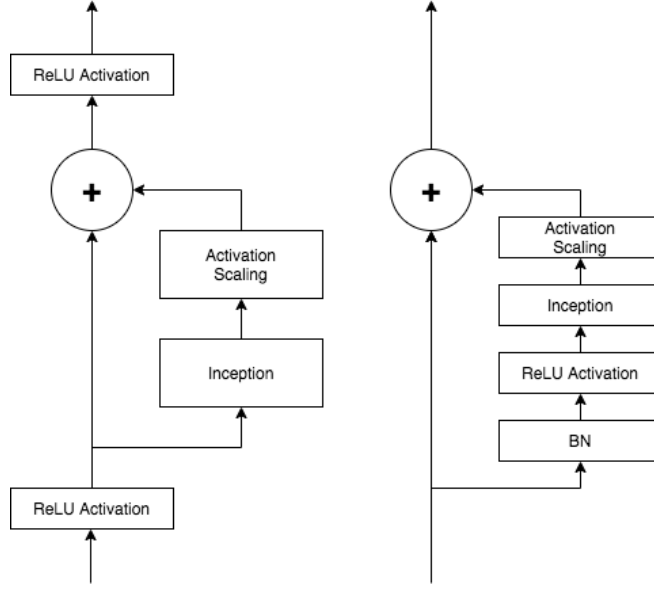 ReLU Activation
+
Activation
Scaling
Inception
ReLU Activation
+
Activation
Scaling
Inception
ReLU Activation
BN